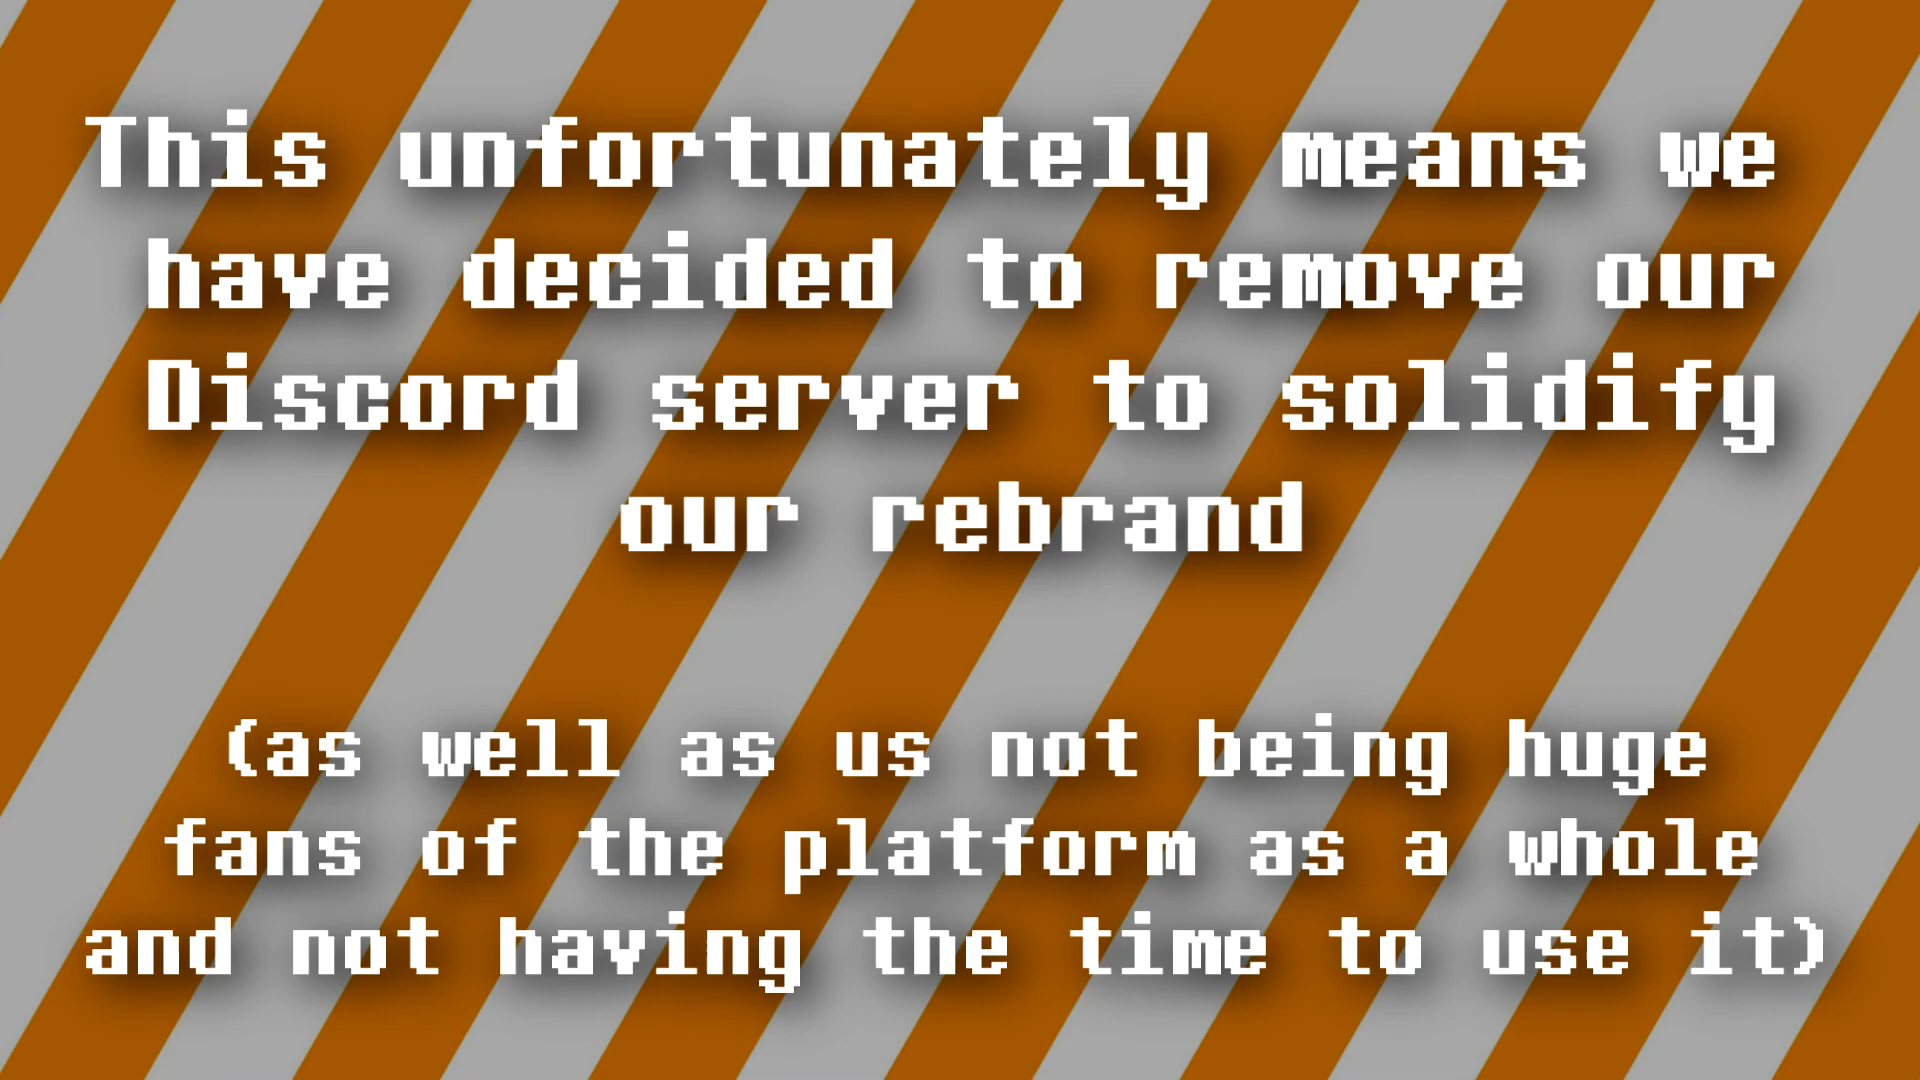 This unfortunately means we
have decided to remove our
Discord server to solidify
our rebrand
(as well as us not being huge
fans of the platform as a whole
and not having the time to use it)